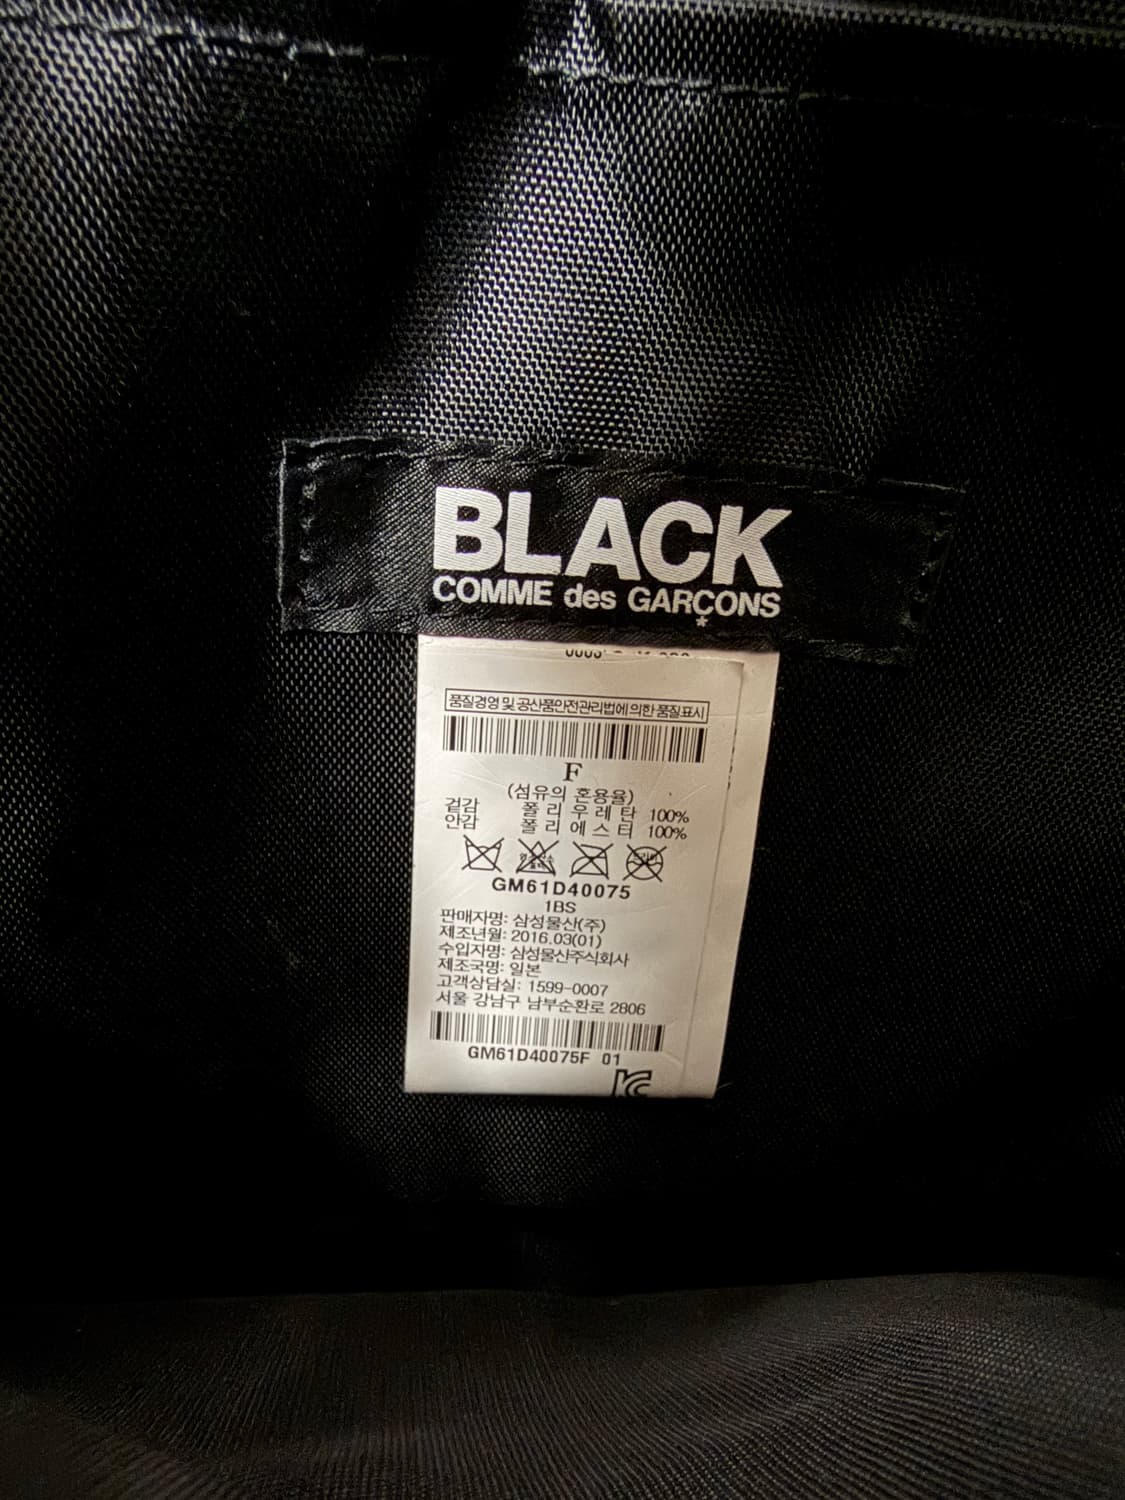 BLACK
COMME des GARÇONS
*
품질경영 및 공산품안전관리법에 의한 품질표시
F
(섬유의 혼용율)
겉감 폴리우레탄 100%
안감 폴리에스터 100%
GM61D40075
1BS
판매자명: 삼성물산(주)
제조년월: 2016.03(01)
수입자명: 삼성물산주식회사
제조국명: 일본
고객상담실: 1599-0007
서울 강남구 남부순환로 2806
GM61D40075F 01
KC